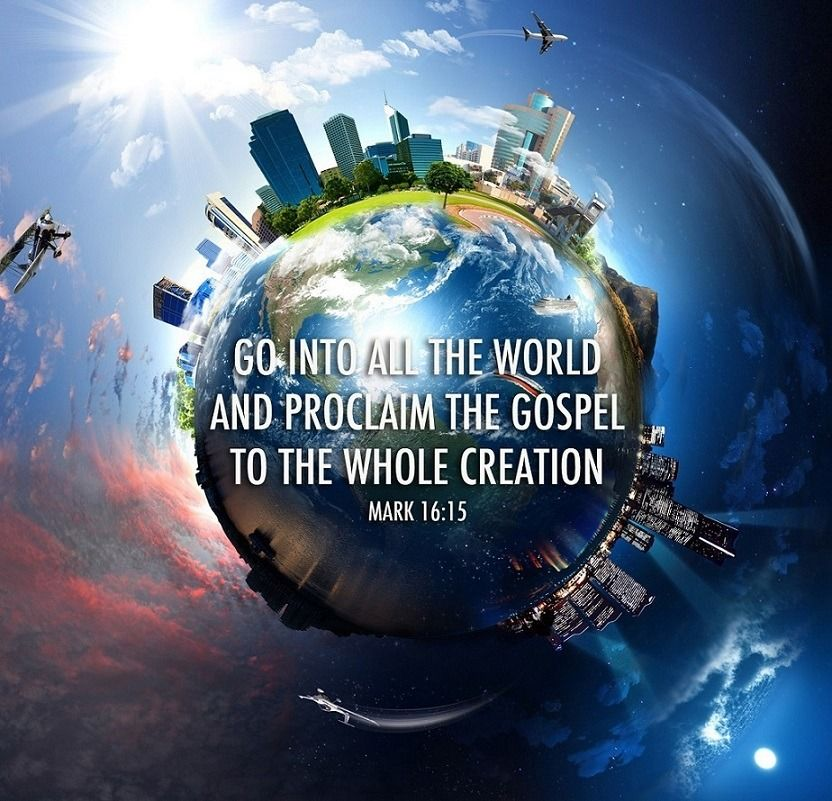 GO INTO ALL THE WORLD
AND PROCLAIM THE GOSPEL
TO THE WHOLE CREATION
MARK 16:15